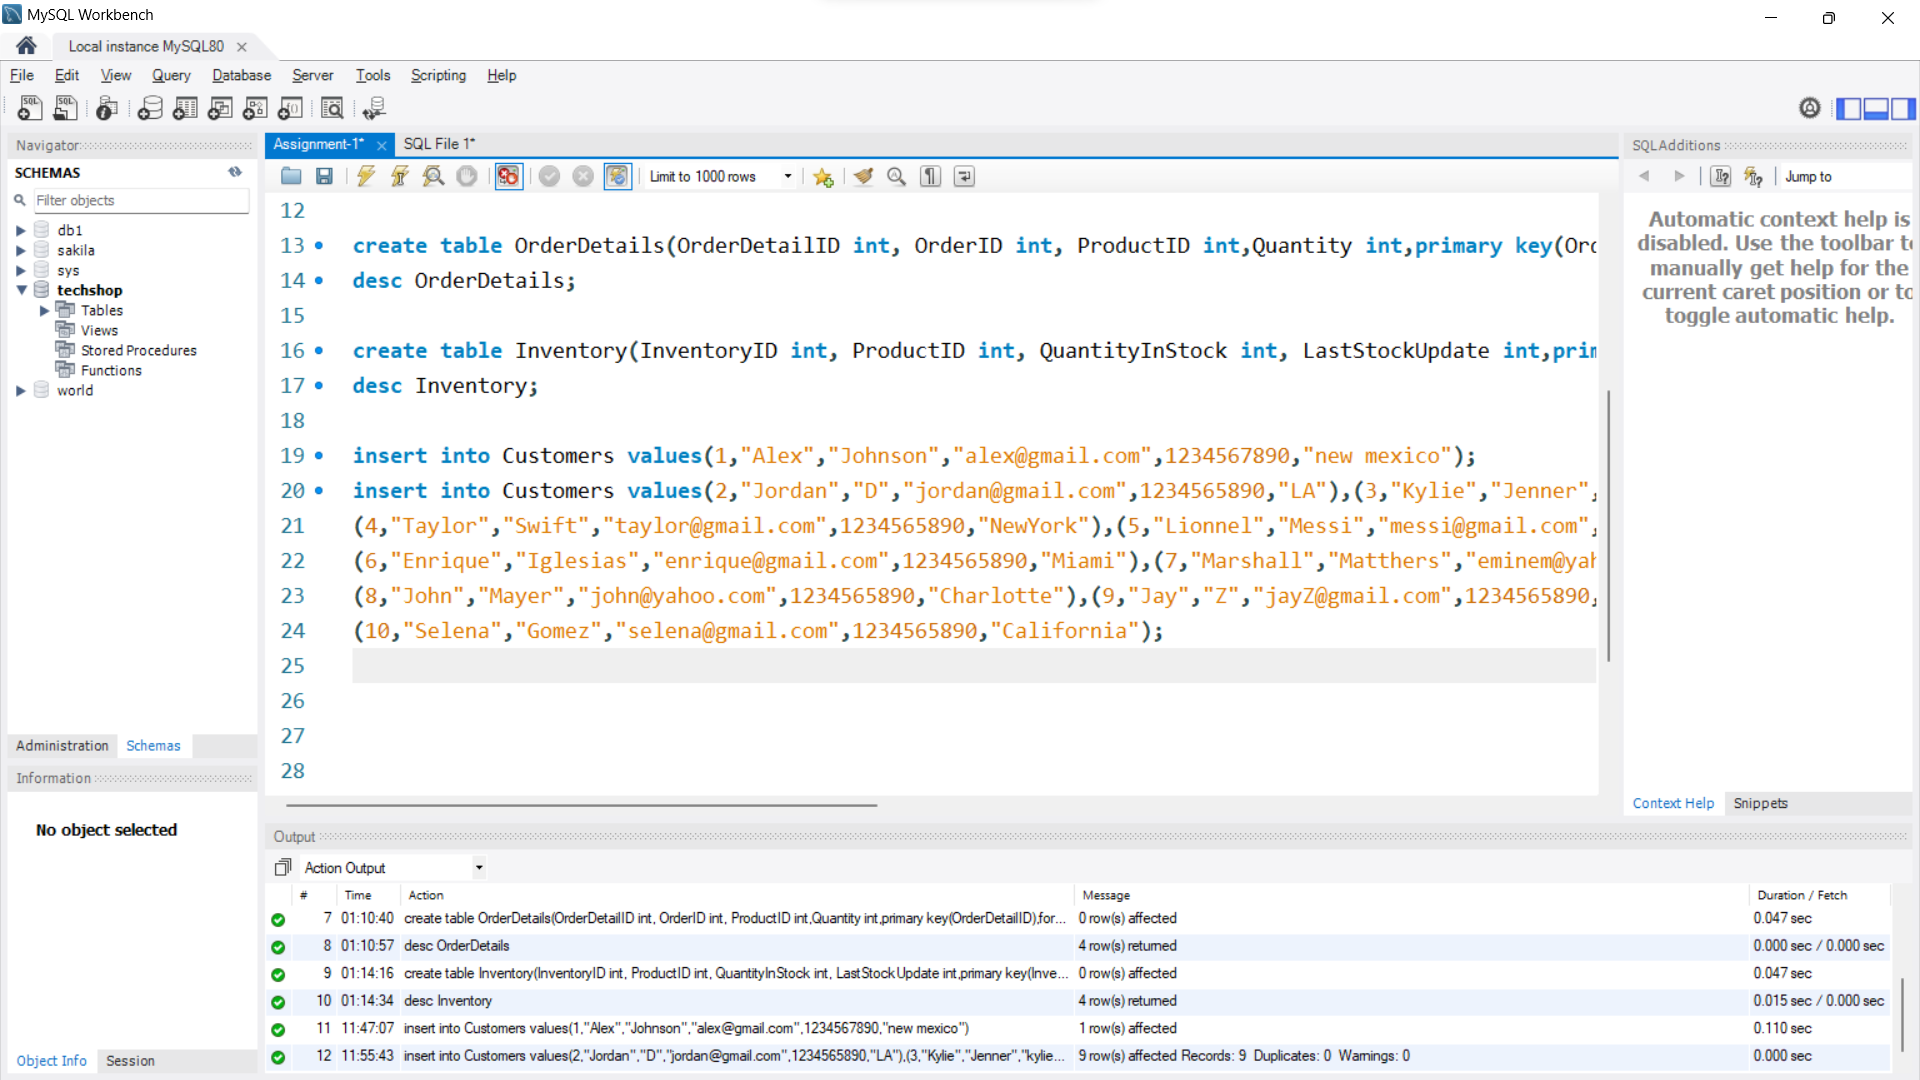 MySQL Workbench
Local instance MySQL80
File Edit View Query Database Server Tools Scripting Help
Navigator
SCHEMAS
Filter objects
db1
sakila
sys
techshop
Tables
Views
Stored Procedures
Functions
world
Administration Schemas
Information
No object selected
Object Info Session
Assignment-1* SQL File 1*
Limit to 1000 rows
12
13 create table OrderDetails(OrderDetailID int, OrderID int, ProductID int,Quantity int,primary key(Ord
14 desc OrderDetails;
15
16 create table Inventory(InventoryID int, ProductID int, QuantityInStock int, LastStockUpdate int,prim
17 desc Inventory;
18
19 insert into Customers values(1,"Alex","Johnson","alex@gmail.com",1234567890,"new mexico");
20 insert into Customers values(2,"Jordan","D","jordan@gmail.com",1234565890,"LA"),(3,"Kylie","Jenner",
21 (4,"Taylor","Swift","taylor@gmail.com",1234565890,"NewYork"),(5,"Lionnel","Messi","messi@gmail.com",
22 (6,"Enrique","Iglesias","enrique@gmail.com",1234565890,"Miami"),(7,"Marshall","Matthers","eminem@yah
23 (8,"John","Mayer","john@yahoo.com",1234565890,"Charlotte"),(9,"Jay","Z","jayZ@gmail.com",1234565890,
24 (10,"Selena","Gomez","selena@gmail.com",1234565890,"California");
25
26
27
28
SQLAdditions
Jump to
Automatic context help is
disabled. Use the toolbar to
manually get help for the
current caret position or to
toggle automatic help.
Context Help Snippets
Output
Action Output
# Time Action Message Duration / Fetch
7 01:10:40 create table OrderDetails(OrderDetailID int, OrderID int, ProductID int,Quantity int,primary key(OrderDetailID),for... 0 row(s) affected 0.047 sec
8 01:10:57 desc OrderDetails 4 row(s) returned 0.000 sec / 0.000 sec
9 01:14:16 create table Inventory(InventoryID int, ProductID int, QuantityInStock int, LastStockUpdate int,primary key(Inve... 0 row(s) affected 0.047 sec
10 01:14:34 desc Inventory 4 row(s) returned 0.015 sec / 0.000 sec
11 11:47:07 insert into Customers values(1,"Alex","Johnson","alex@gmail.com",1234567890,"new mexico") 1 row(s) affected 0.110 sec
12 11:55:43 insert into Customers values(2,"Jordan","D","jordan@gmail.com",1234565890,"LA"),(3,"Kylie","Jenner","kylie... 9 row(s) affected Records: 9 Duplicates: 0 Warnings: 0 0.000 sec